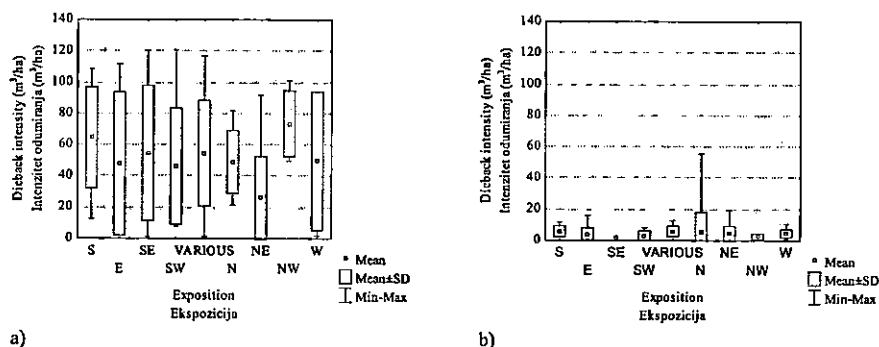 Dieback intensity (m³/ha)
Intenzitet odumiranja (m³/ha)
140
120
100
80
60
40
20
0
S SE VARIOUS NE W
E SW N NW
Exposition
Ekspozicija
Mean
Mean±SD
Min-Max
a)
Dieback intensity (m³/ha)
Intenzitet odumiranja (m³/ha)
140
120
100
80
60
40
20
0
S SE VARIOUS NE W
E SW N NW
Exposition
Ekspozicija
Mean
Mean±SD
Min-Max
b)